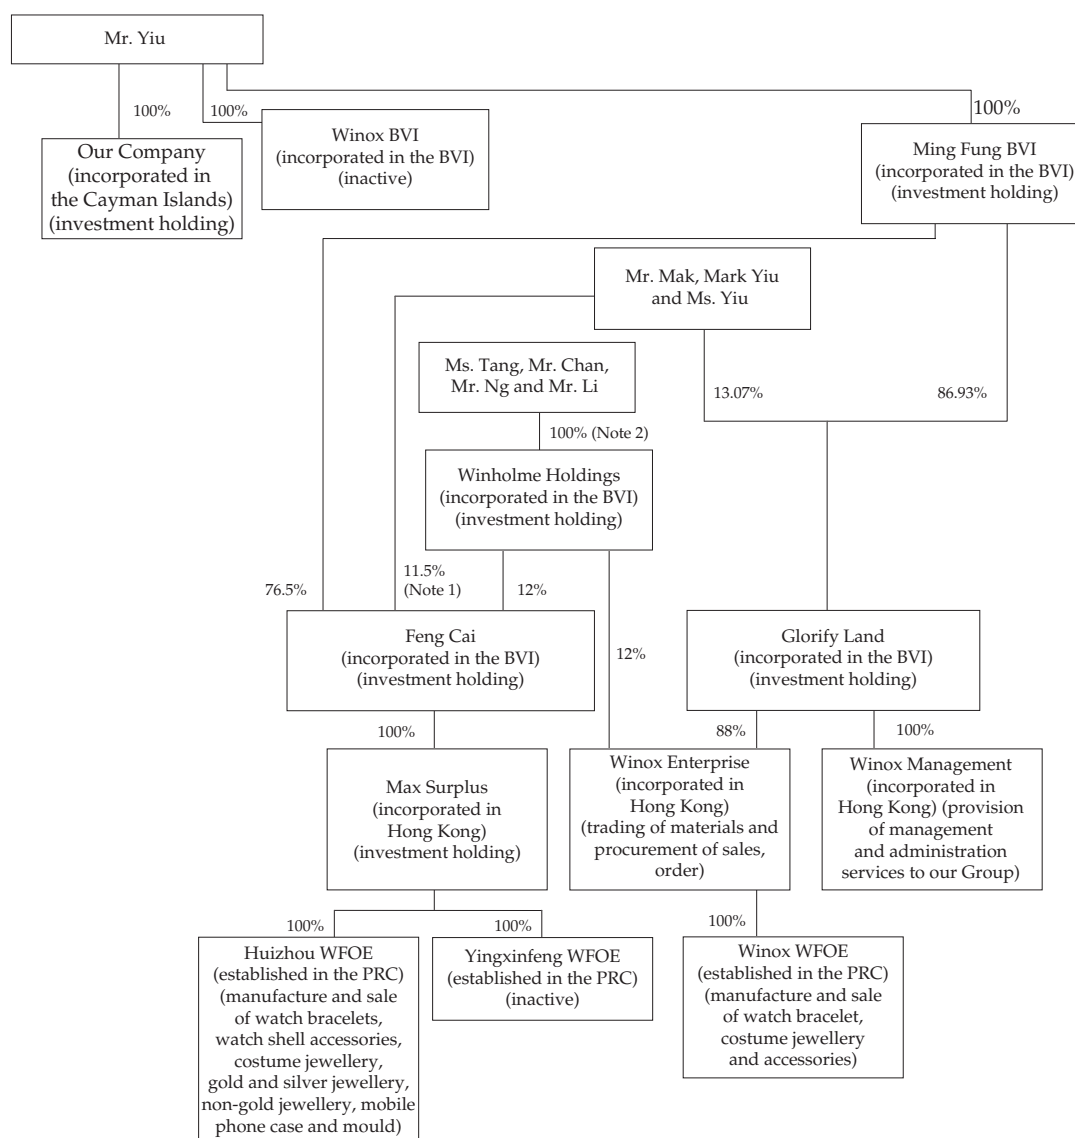 Mr. Yiu
100%
100%
100%
Our Company
(incorporated in
the Cayman Islands)
(investment holding)
Winox BVI
(incorporated in the BVI)
(inactive)
Ming Fung BVI
(incorporated in the BVI)
(investment holding)
Mr. Mak, Mark Yiu
and Ms. Yiu
Ms. Tang, Mr. Chan,
Mr. Ng and Mr. Li
13.07%
86.93%
100% (Note 2)
Winholme Holdings
(incorporated in the BVI)
(investment holding)
76.5%
11.5%
(Note 1)
12%
12%
Feng Cai
(incorporated in the BVI)
(investment holding)
Glorify Land
(incorporated in the BVI)
(investment holding)
100%
88%
100%
Max Surplus
(incorporated in
Hong Kong)
(investment holding)
Winox Enterprise
(incorporated in
Hong Kong)
(trading of materials and
procurement of sales,
order)
Winox Management
(incorporated in
Hong Kong) (provision
of management
and administration
services to our Group)
100%
100%
100%
Huizhou WFOE
(established in the PRC)
(manufacture and sale
of watch bracelets,
watch shell accessories,
costume jewellery,
gold and silver jewellery,
non-gold jewellery, mobile
phone case and mould)
Yingxinfeng WFOE
(established in the PRC)
(inactive)
Winox WFOE
(established in the PRC)
(manufacture and sale
of watch bracelet,
costume jewellery
and accessories)